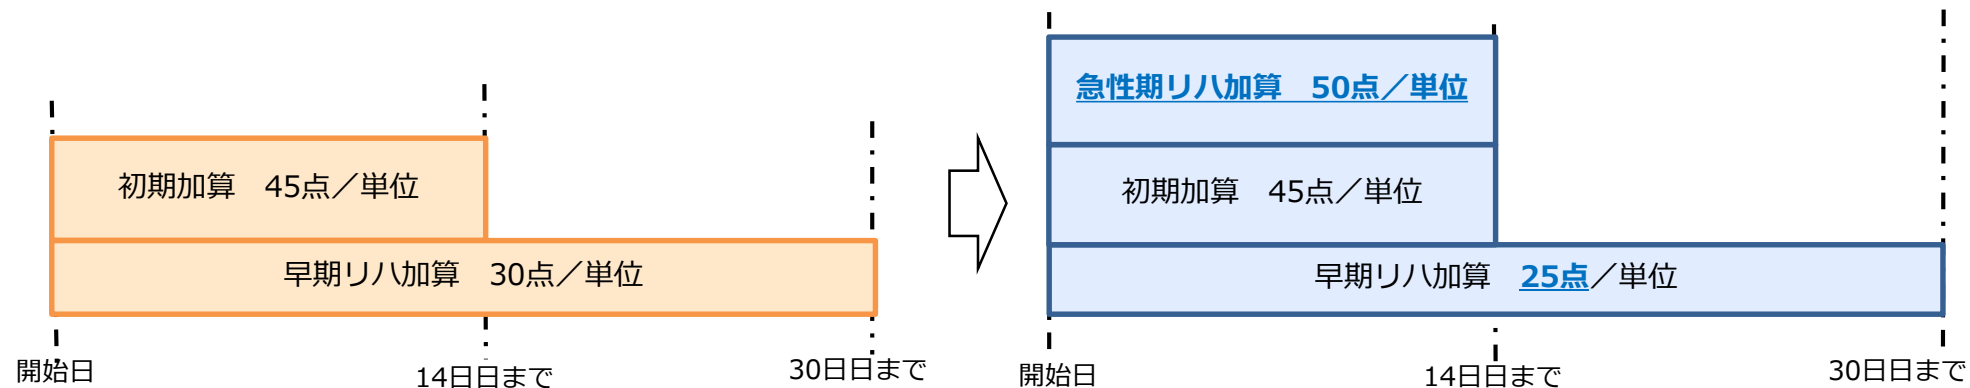 初期加算　45点／単位
早期リハ加算　30点／単位
開始日
14日日まで
30日日まで
急性期リハ加算　50点／単位
初期加算　45点／単位
早期リハ加算　25点／単位
開始日
14日日まで
30日日まで